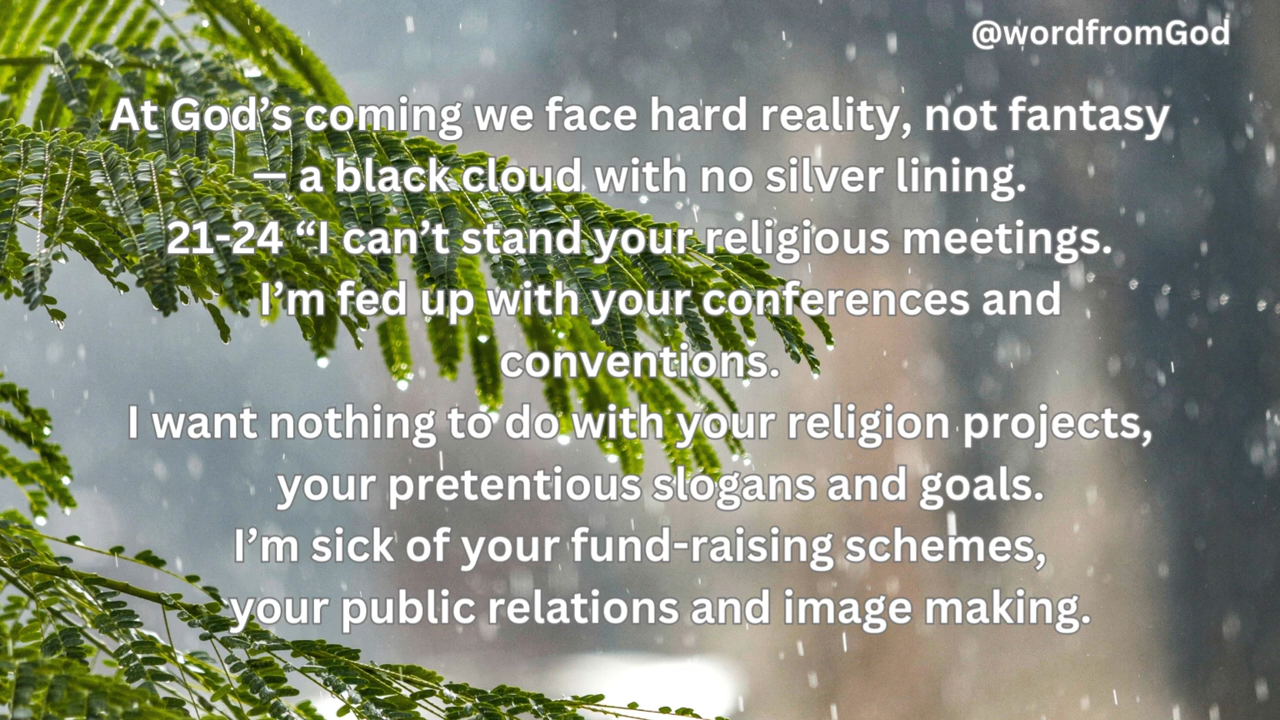 @wordfromGod
At God’s coming we face hard reality, not fantasy
— a black cloud with no silver lining.
21-24 “I can’t stand your religious meetings.
I’m fed up with your conferences and
conventions.
I want nothing to do with your religion projects,
your pretentious slogans and goals.
I’m sick of your fund-raising schemes,
your public relations and image making.